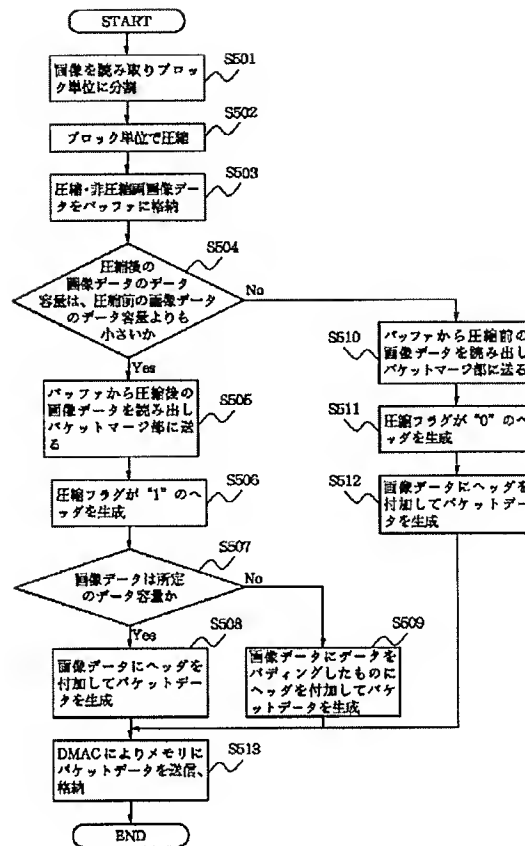 START
S501
画像を読み取りブロッ
ク単位に分割
S502
ブロック単位で圧縮
S503
圧縮・非圧縮両画像デー
タをバッファに格納
S504
圧縮後の
画像データのデータ
容量は、圧縮前の画像データ
のデータ容量よりも
小さいか
No
Yes
S505
バッファから圧縮後の
画像データを読み出し
パケットマージ部に送
る
S506
圧縮フラグが“1”のヘ
ッダを生成
S507
画像データは所定
のデータ容量か
No
Yes
S508
画像データにヘッダを
付加してパケットデー
タを生成
S509
画像データにデータを
パディングしたものに
ヘッダを付加してパケ
ットデータを生成
S510
バッファから圧縮前の
画像データを読み出し
パケットマージ部に送る
S511
圧縮フラグが“0”のヘ
ッダを生成
S512
画像データにヘッダを
付加してパケットデー
タを生成
S513
DMACによりメモリに
パケットデータを送信、
格納
END